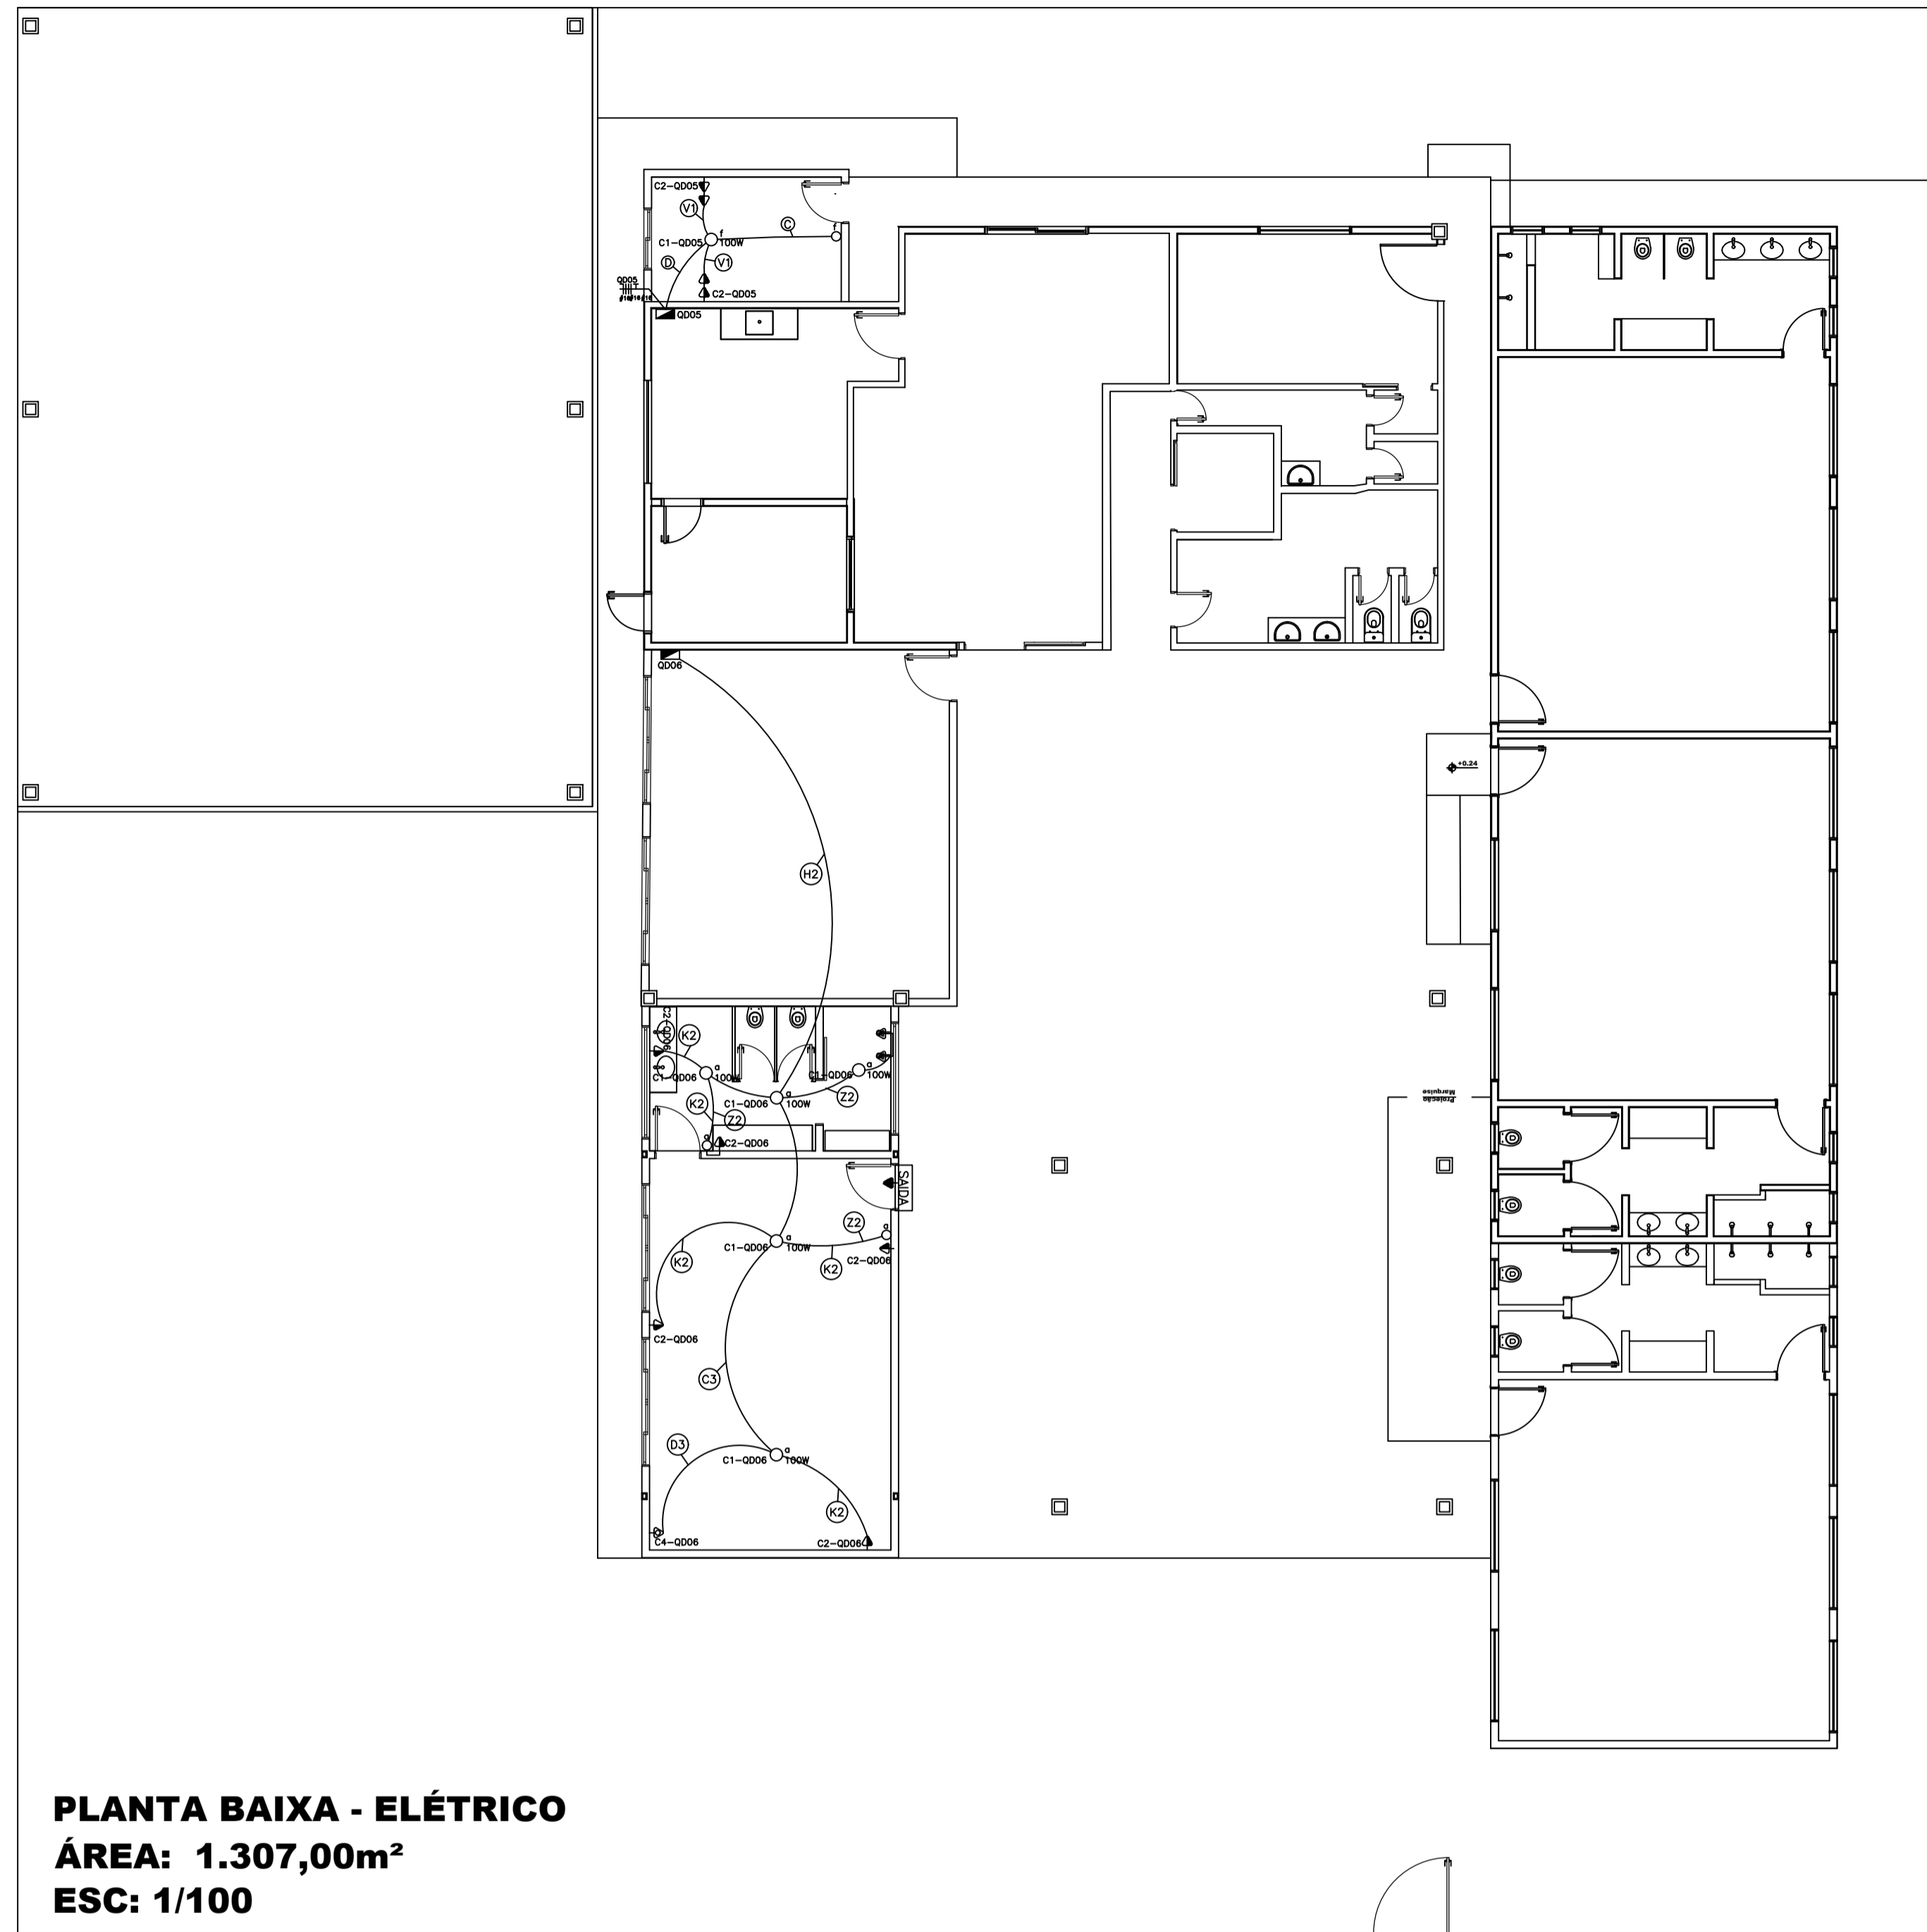 C2-QD05
V1
C
f
f
C1-QD05
100W
D
V1
QD05
C2-QD05
QD05
QD06
+0.24
H2
C2-QD06
K2
a
C1-QD06
100W
a
C1-QD06
100W
Projeção
Marquise
K2
a
C1-QD06
100W
Z2
Z2
a
C2-QD06
SAIDA
Z2
a
a
C1-QD06
100W
K2
K2
C2-QD06
C2-QD06
C3
D3
a
C1-QD06
100W
K2
C4-QD06
C2-QD06
PLANTA BAIXA - ELÉTRICO
ÁREA: 1.307,00m²
ESC: 1/100